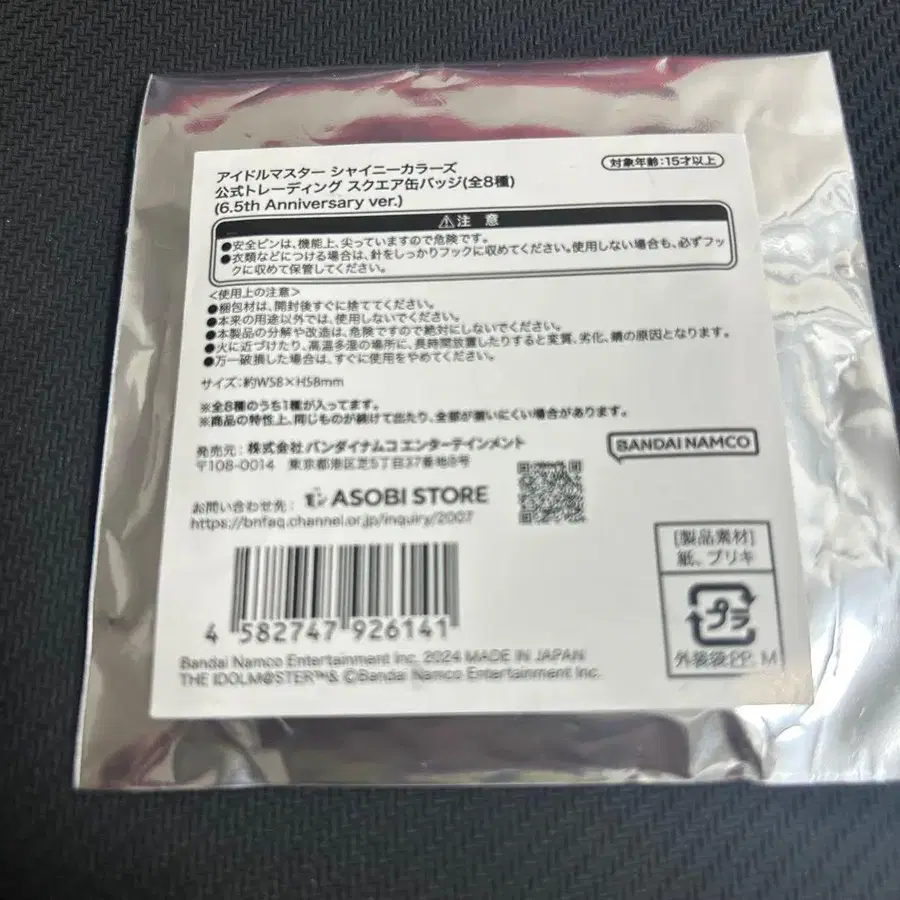 アイドルマスター シャイニーカラーズ
対象年齢:15才以上
公式トレーディング スクエア缶バッジ(全8種)
(6.5th Anniversary ver.)
⚠注 意
●安全ピンは、機能上、尖っていますので危険です。
●衣類などにつける場合は、針をしっかりフックに収めてください。使用しない場合も、必ずフッ
クに収めて保管してください。
<使用上の注意>
●梱包材は、開封後すぐに捨ててください。
●本来の用途以外では、使用しないでください。
●本製品の分解や改造は、危険ですので絶対にしないでください。
●火に近づけたり、高温多湿の場所に、長時間放置したりすると変質、劣化、錆の原因となります。
●万一破損した場合は、すぐに使用をやめてください。
サイズ:約W58×H58mm
※全8種のうち1種が入ってます。
※商品の特性上、同じものが続けて出たり、全部が揃いにくい場合があります。
発売元: 株式会社 バンダイナムコ エンターテインメント
BANDAI NAMCO
〒108-0014 東京都港区芝5丁目37番地8号
お問い合わせ先: ASOBI STORE
https://bnfaq.channel.or.jp/inquiry/2007
[製品素材]
紙、ブリキ
4 582747 926141
プラ
外装袋:PP, M
Bandai Namco Entertainment Inc. 2024 MADE IN JAPAN
THE IDOLM@STER™& ©Bandai Namco Entertainment Inc.